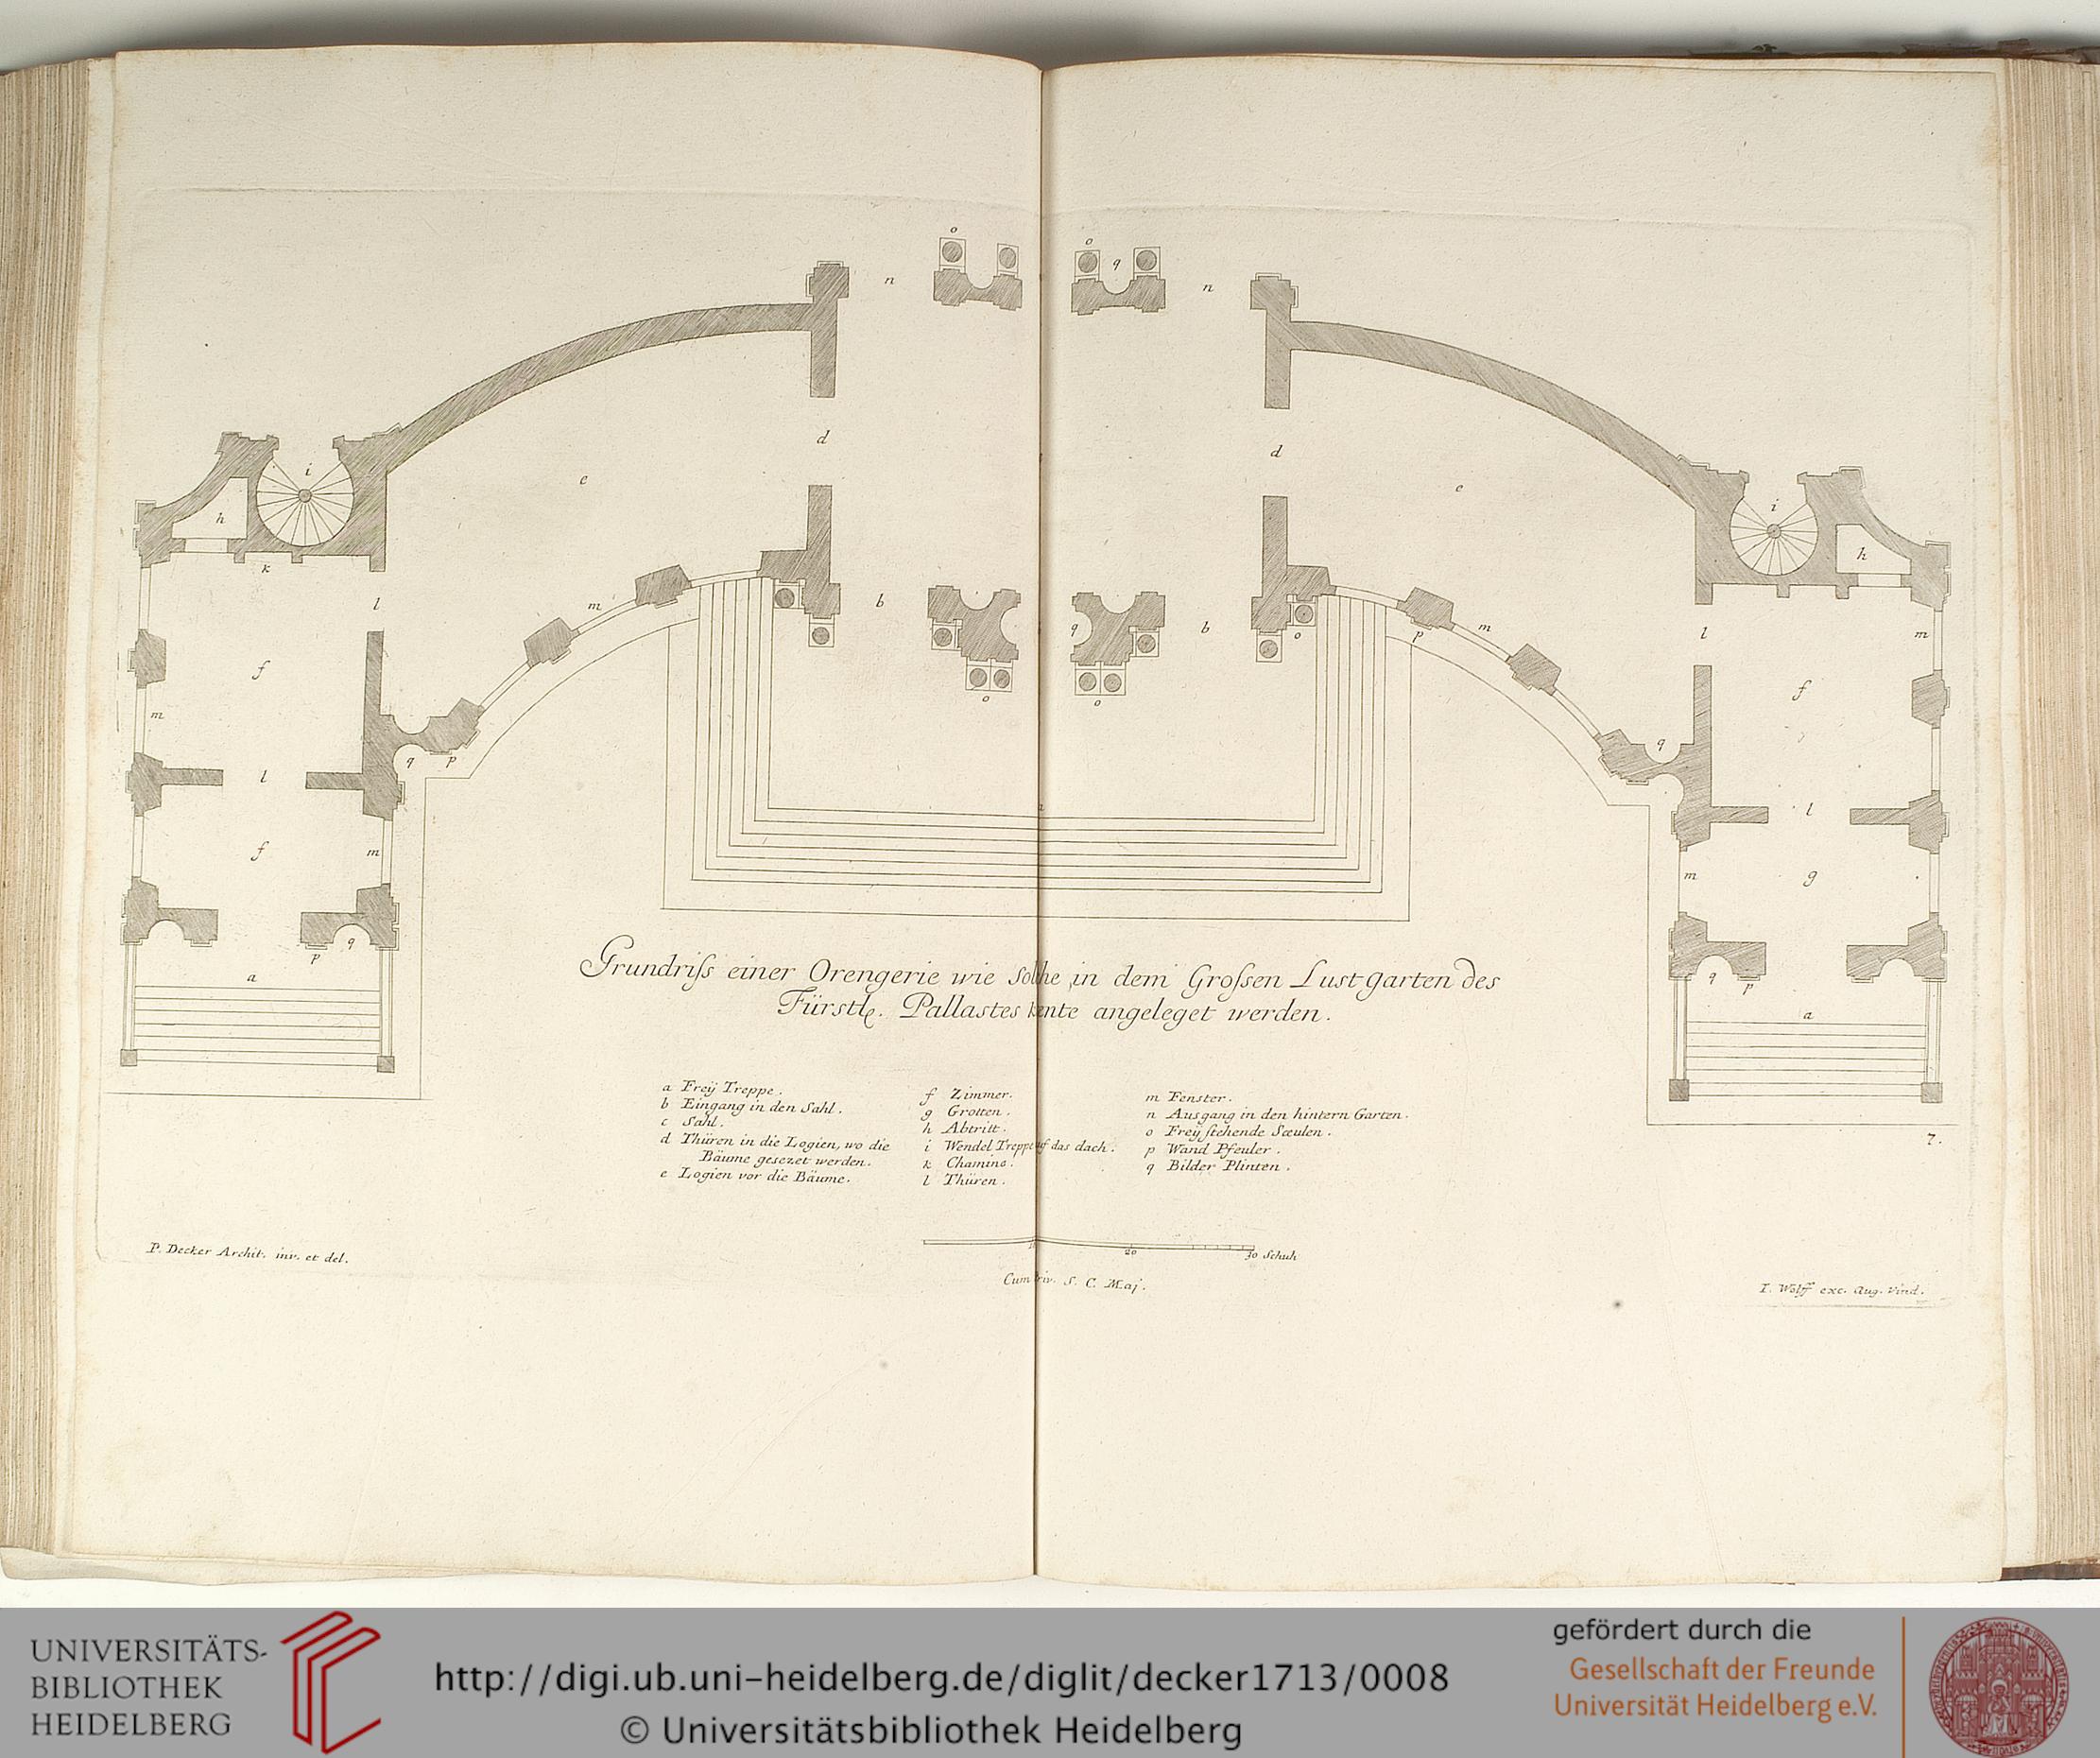 o
o
q
n
n
d
d
i
e
e
i
h
h
k
l
m
b
b
q
o
p
m
l
m
f
f
m
o
o
q
q
p
l
l
f
m
m
g
q
p
q
p
a
a
Grundriſs einer Orengerie wie Solche in dem Groſsen Lustgarten des
Fürstl. Pallastes kente angeleget werden.
a Freÿ Treppe.
b Eingang in den Sahl.
c Sahl.
d Thüren in die Logien, wo die
Bäume gesezet werden.
e Logien vor die Bäume.
f Zimmer.
g Grotten.
h Abtritt.
i Wendel Treppe uf das dach.
k Chamine.
l Thüren.
m Fenster.
n Ausgang in den hintern Garten.
o Freÿ ſtehende Sœulen.
p Wand Pfeuler.
q Bilder Plinten.
7.
10 20 30 Schuh
P. Decker Archit. inv. et del.
Cum Priv. S. C. Maj.
I. Wolff exc. Aug. Vind.
UNIVERSITÄTS-
BIBLIOTHEK
HEIDELBERG
http://digi.ub.uni-heidelberg.de/diglit/decker1713/0008
© Universitätsbibliothek Heidelberg
gefördert durch die
Gesellschaft der Freunde
Universität Heidelberg e.V.